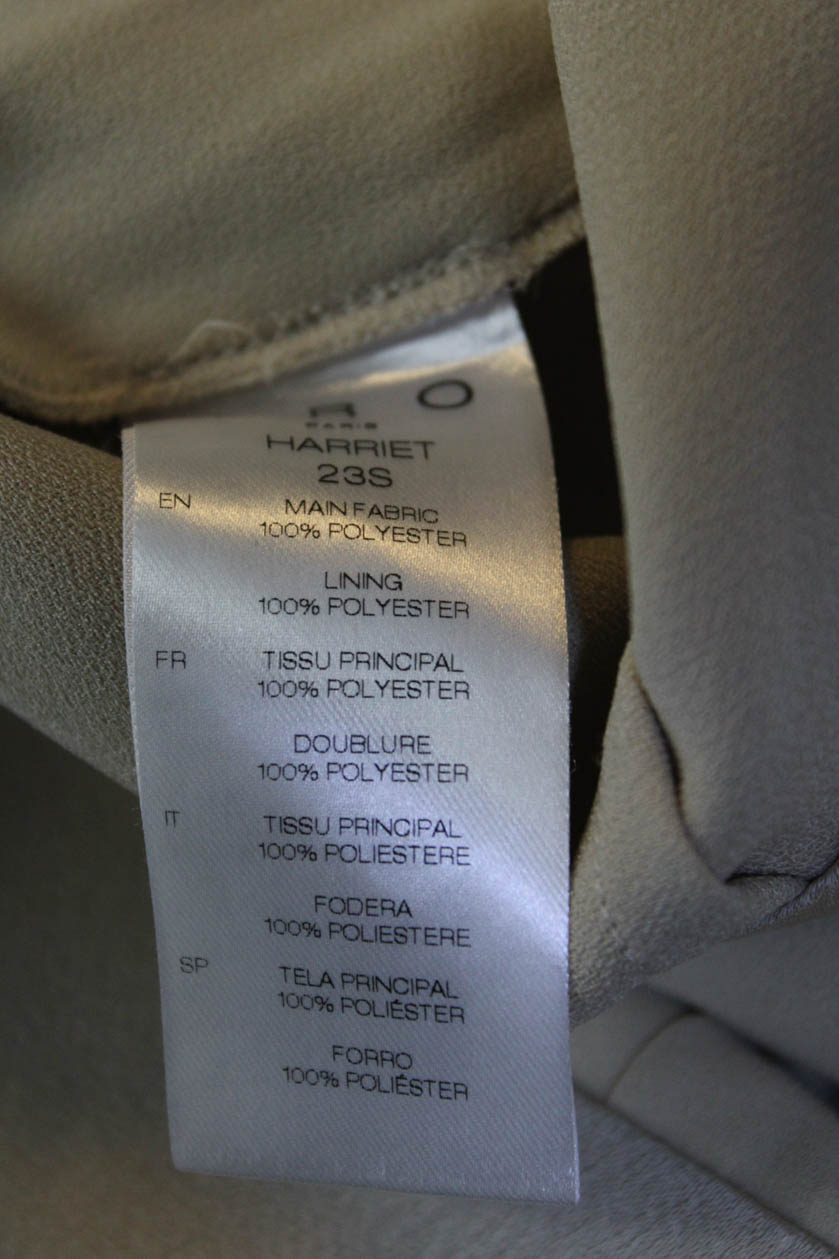 O
PARIS
HARRIET
23S
EN MAIN FABRIC
100% POLYESTER
LINING
100% POLYESTER
FR TISSU PRINCIPAL
100% POLYESTER
DOUBLURE
100% POLYESTER
IT TISSU PRINCIPAL
100% POLIESTERE
FODERA
100% POLIESTERE
SP TELA PRINCIPAL
100% POLIÉSTER
FORRO
100% POLIÉSTER